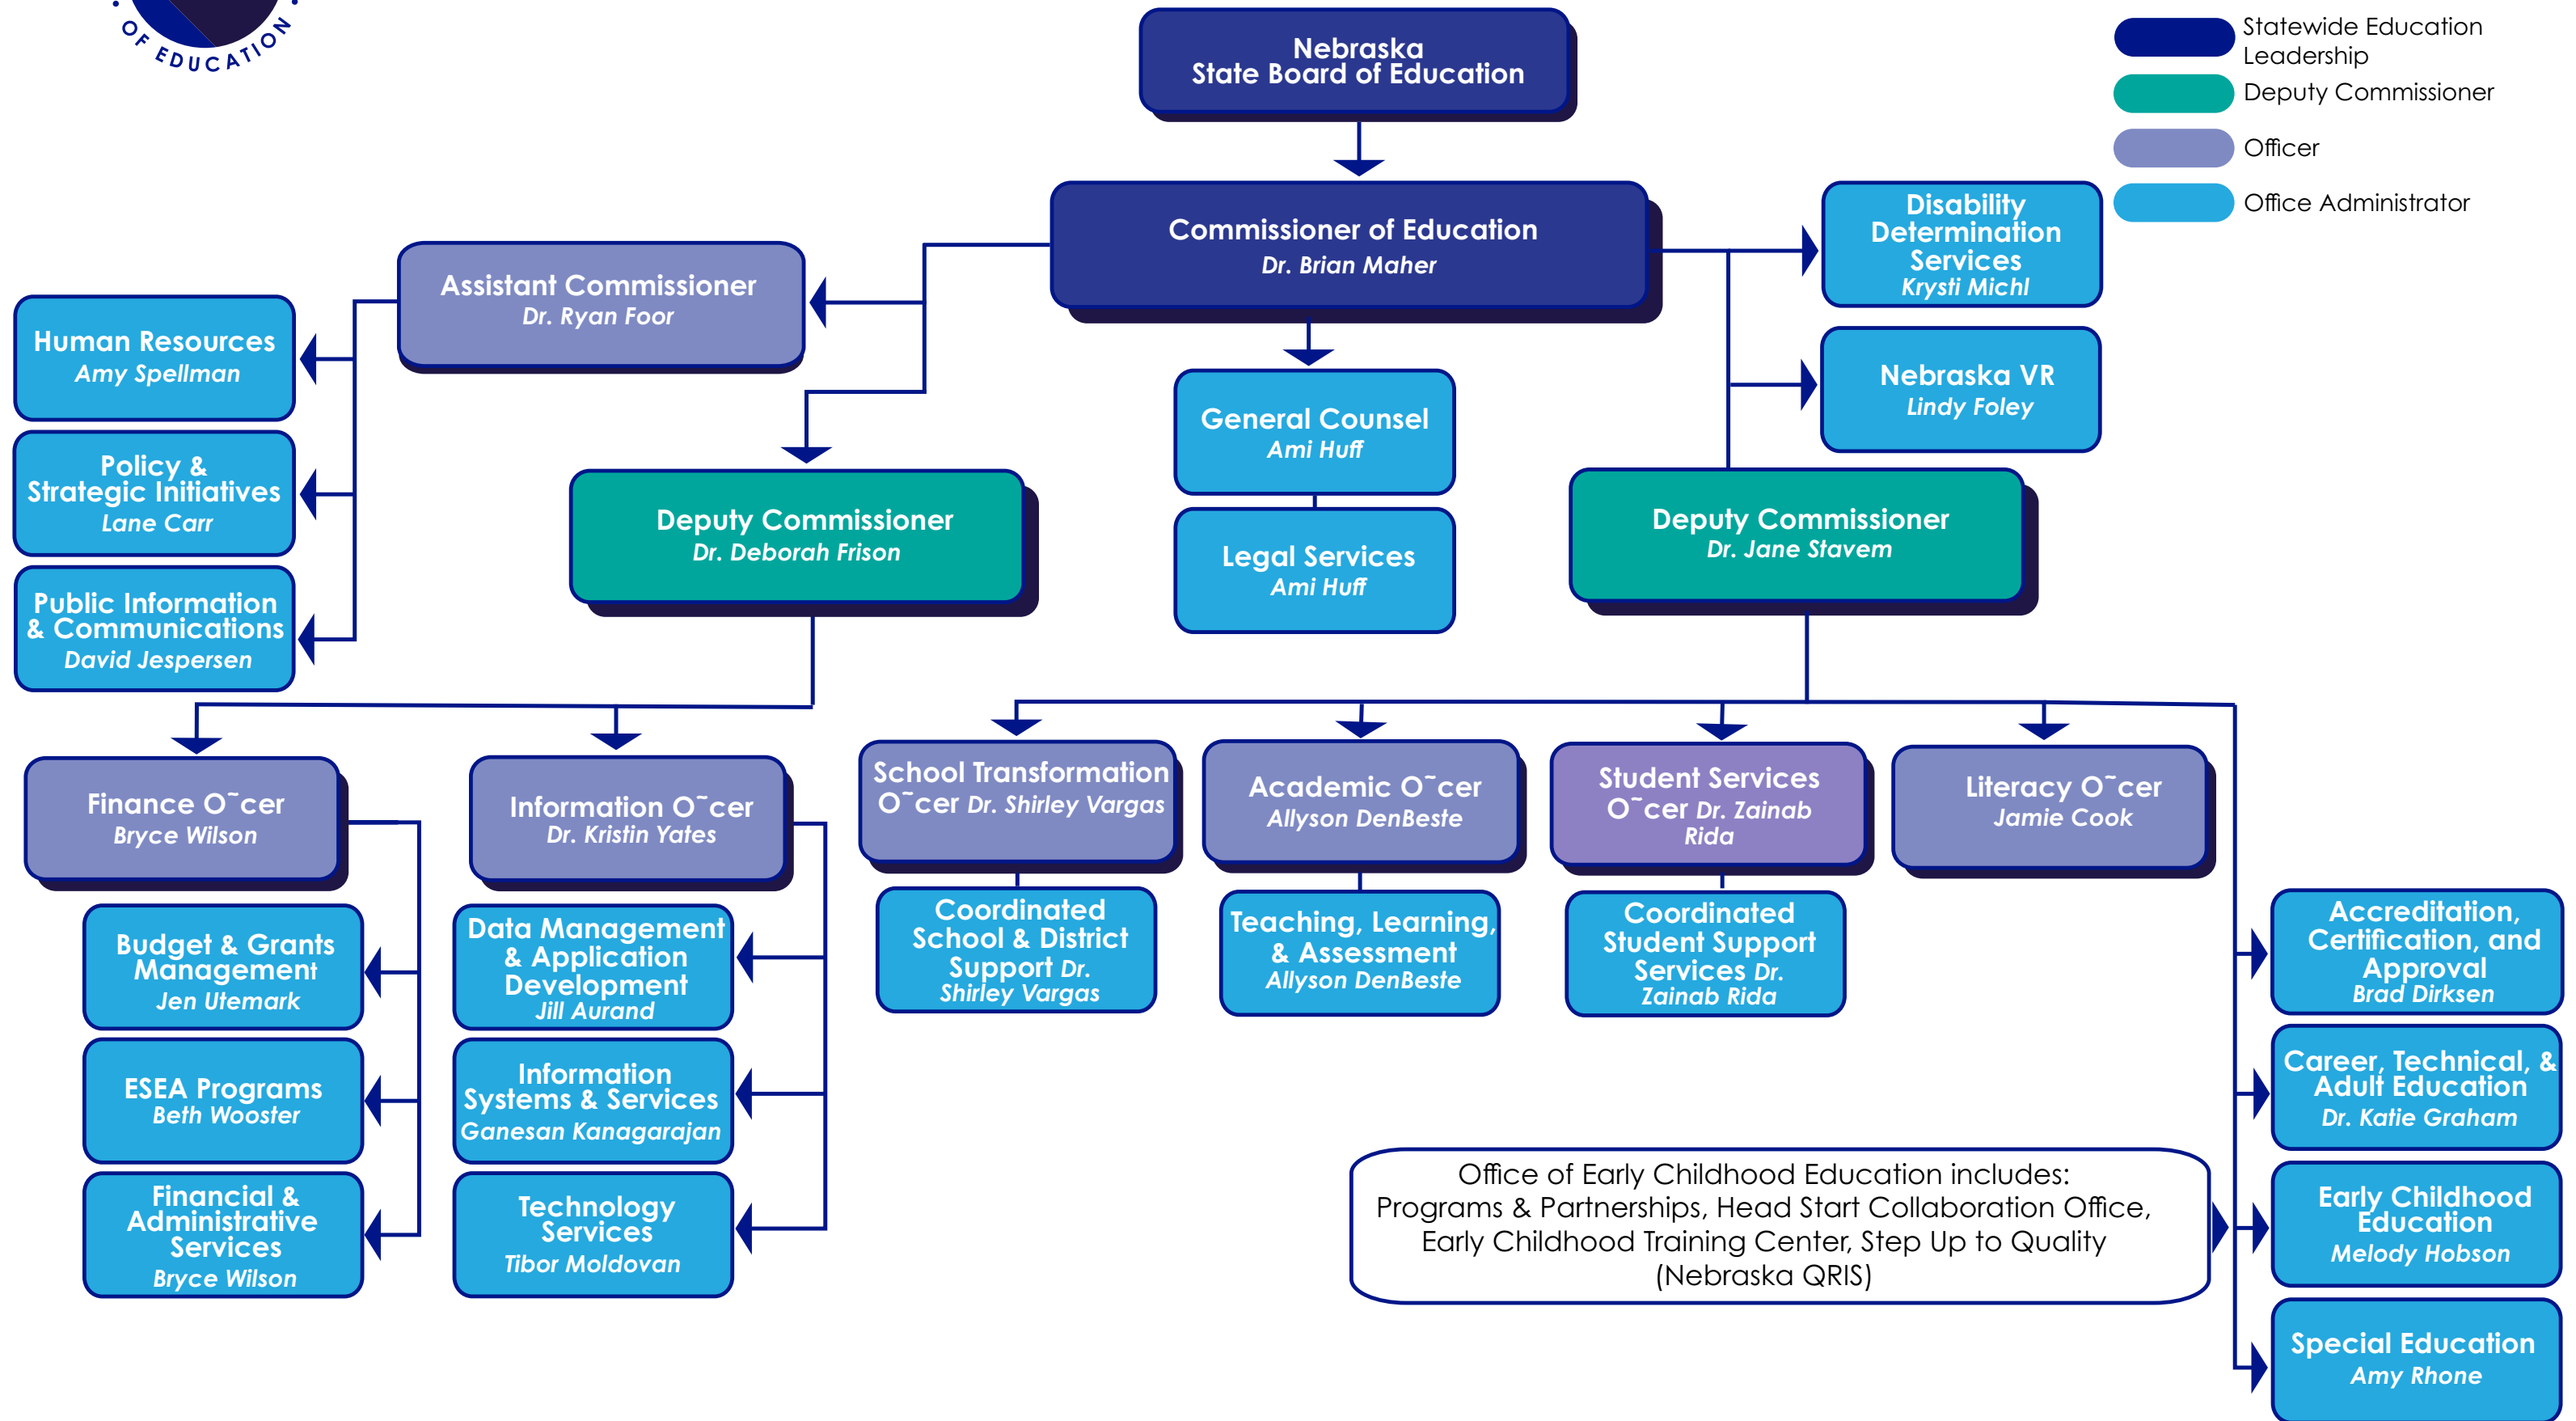 OF EDUCATION
Nebraska
State Board of Education
Statewide Education
Leadership
Deputy Commissioner
Officer
Office Administrator
Commissioner of Education
Dr. Brian Maher
Disability
Determination
Services
Krysti Michl
Assistant Commissioner
Dr. Ryan Foor
Human Resources
Amy Spellman
Nebraska VR
Lindy Foley
General Counsel
Ami Huff
Policy &
Strategic Initiatives
Lane Carr
Deputy Commissioner
Dr. Deborah Frison
Legal Services
Ami Huff
Deputy Commissioner
Dr. Jane Stavem
Public Information
& Communications
David Jespersen
Finance O˜cer
Bryce Wilson
Information O˜cer
Dr. Kristin Yates
School Transformation
O˜cer Dr. Shirley Vargas
Academic O˜cer
Allyson DenBeste
Student Services
O˜cer Dr. Zainab
Rida
Literacy O˜cer
Jamie Cook
Budget & Grants
Management
Jen Utemark
Data Management
& Application
Development
Jill Aurand
Coordinated
School & District
Support Dr.
Shirley Vargas
Teaching, Learning,
& Assessment
Allyson DenBeste
Coordinated
Student Support
Services Dr.
Zainab Rida
Accreditation,
Certification, and
Approval
Brad Dirksen
ESEA Programs
Beth Wooster
Information
Systems & Services
Ganesan Kanagarajan
Career, Technical, &
Adult Education
Dr. Katie Graham
Financial &
Administrative
Services
Bryce Wilson
Technology
Services
Tibor Moldovan
Office of Early Childhood Education includes:
Programs & Partnerships, Head Start Collaboration Office,
Early Childhood Training Center, Step Up to Quality
(Nebraska QRIS)
Early Childhood
Education
Melody Hobson
Special Education
Amy Rhone